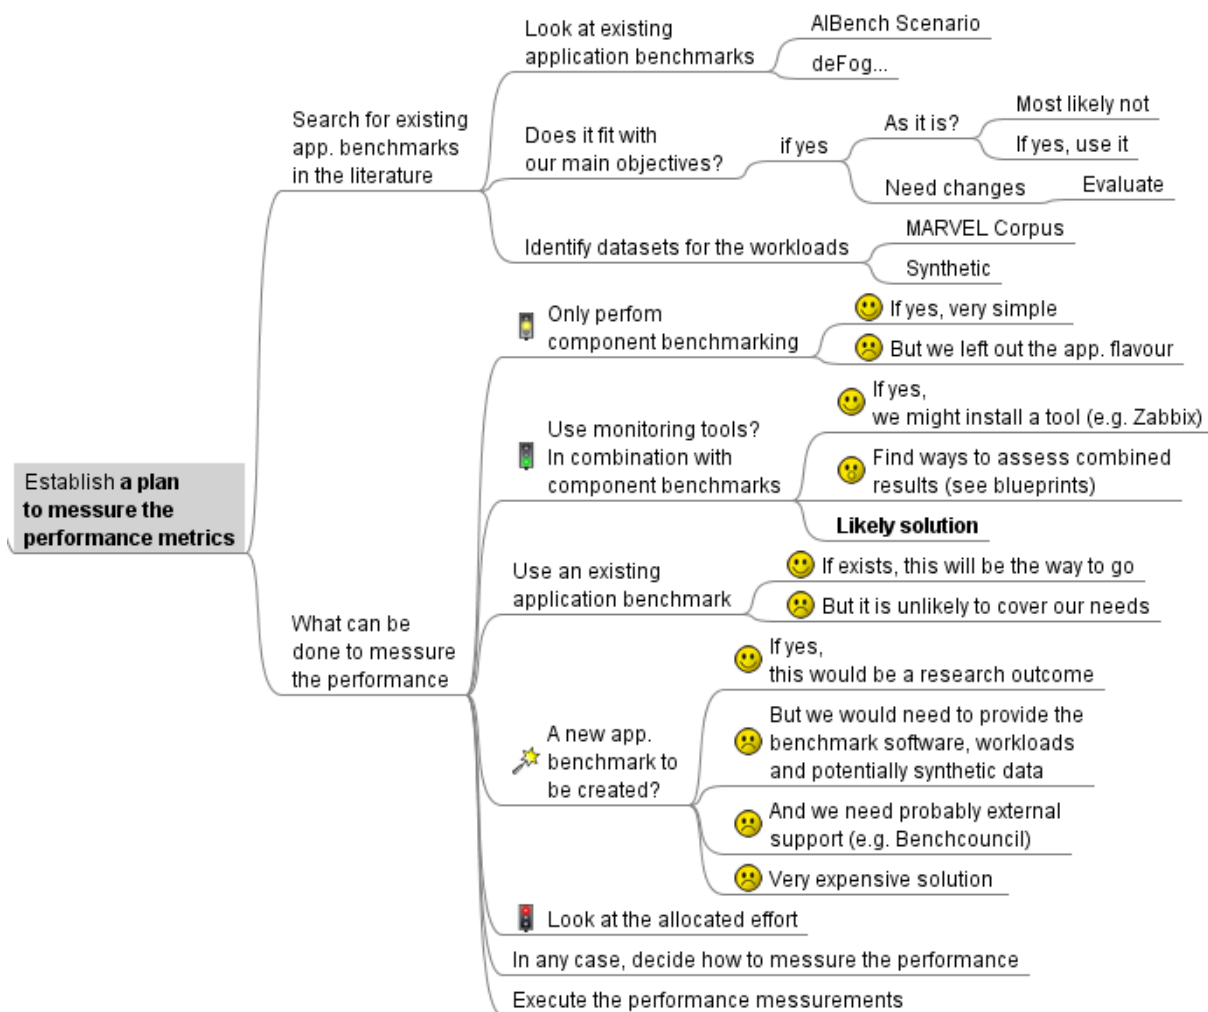 Establish a plan
to messure the
performance metrics
Search for existing
app. benchmarks
in the literature
Look at existing
application benchmarks
AIBench Scenario
deFog...
Does it fit with
our main objectives?
if yes
As it is?
Most likely not
If yes, use it
Need changes
Evaluate
Identify datasets for the workloads
MARVEL Corpus
Synthetic
What can be
done to messure
the performance
Only perfom
component benchmarking
If yes, very simple
But we left out the app. flavour
Use monitoring tools?
In combination with
component benchmarks
If yes,
we might install a tool (e.g. Zabbix)
Find ways to assess combined
results (see blueprints)
Likely solution
Use an existing
application benchmark
If exists, this will be the way to go
But it is unlikely to cover our needs
A new app.
benchmark to
be created?
If yes,
this would be a research outcome
But we would need to provide the
benchmark software, workloads
and potentially synthetic data
And we need probably external
support (e.g. Benchcouncil)
Very expensive solution
Look at the allocated effort
In any case, decide how to messure the performance
Execute the performance messurements